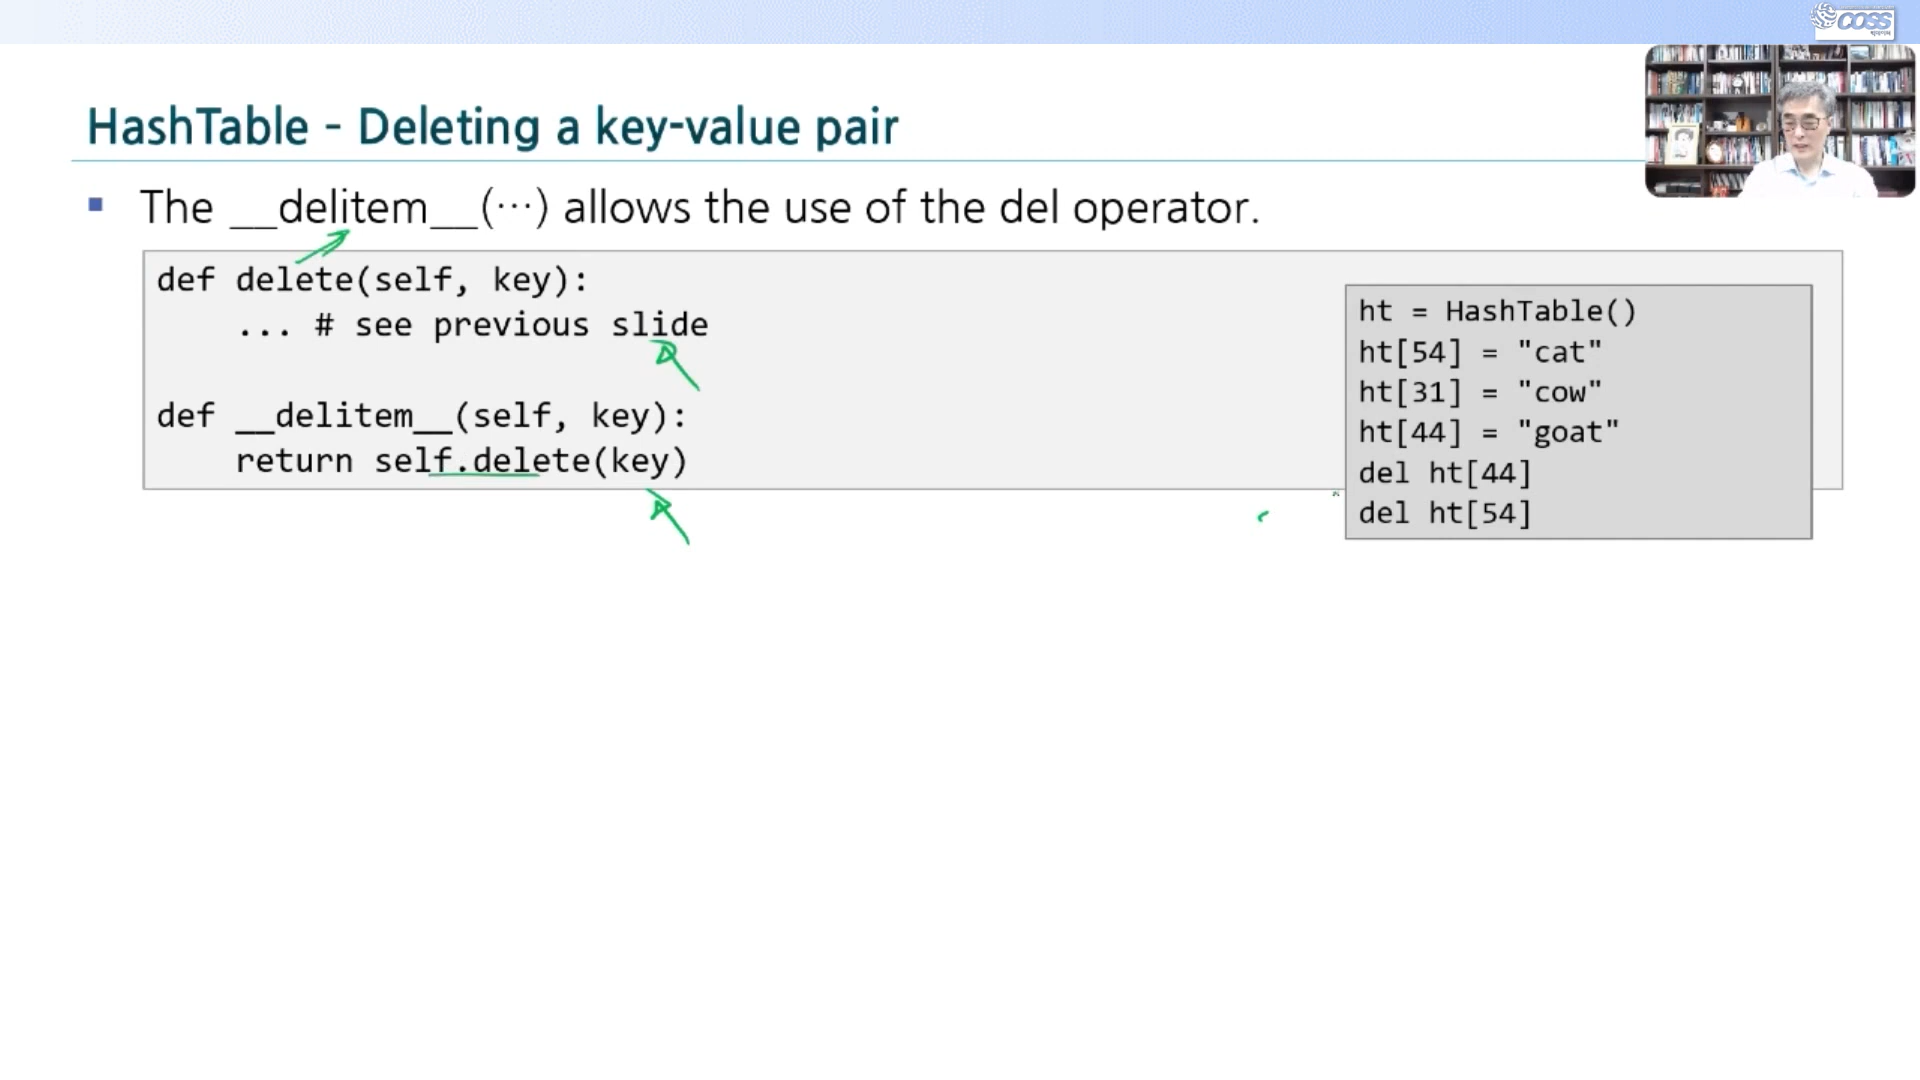 COSS
HashTable - Deleting a key-value pair
▪ The __delitem__(⋯) allows the use of the del operator.
def delete(self, key):
    ... # see previous slide
def __delitem__(self, key):
    return self.delete(key)
ht = HashTable()
ht[54] = "cat"
ht[31] = "cow"
ht[44] = "goat"
del ht[44]
del ht[54]